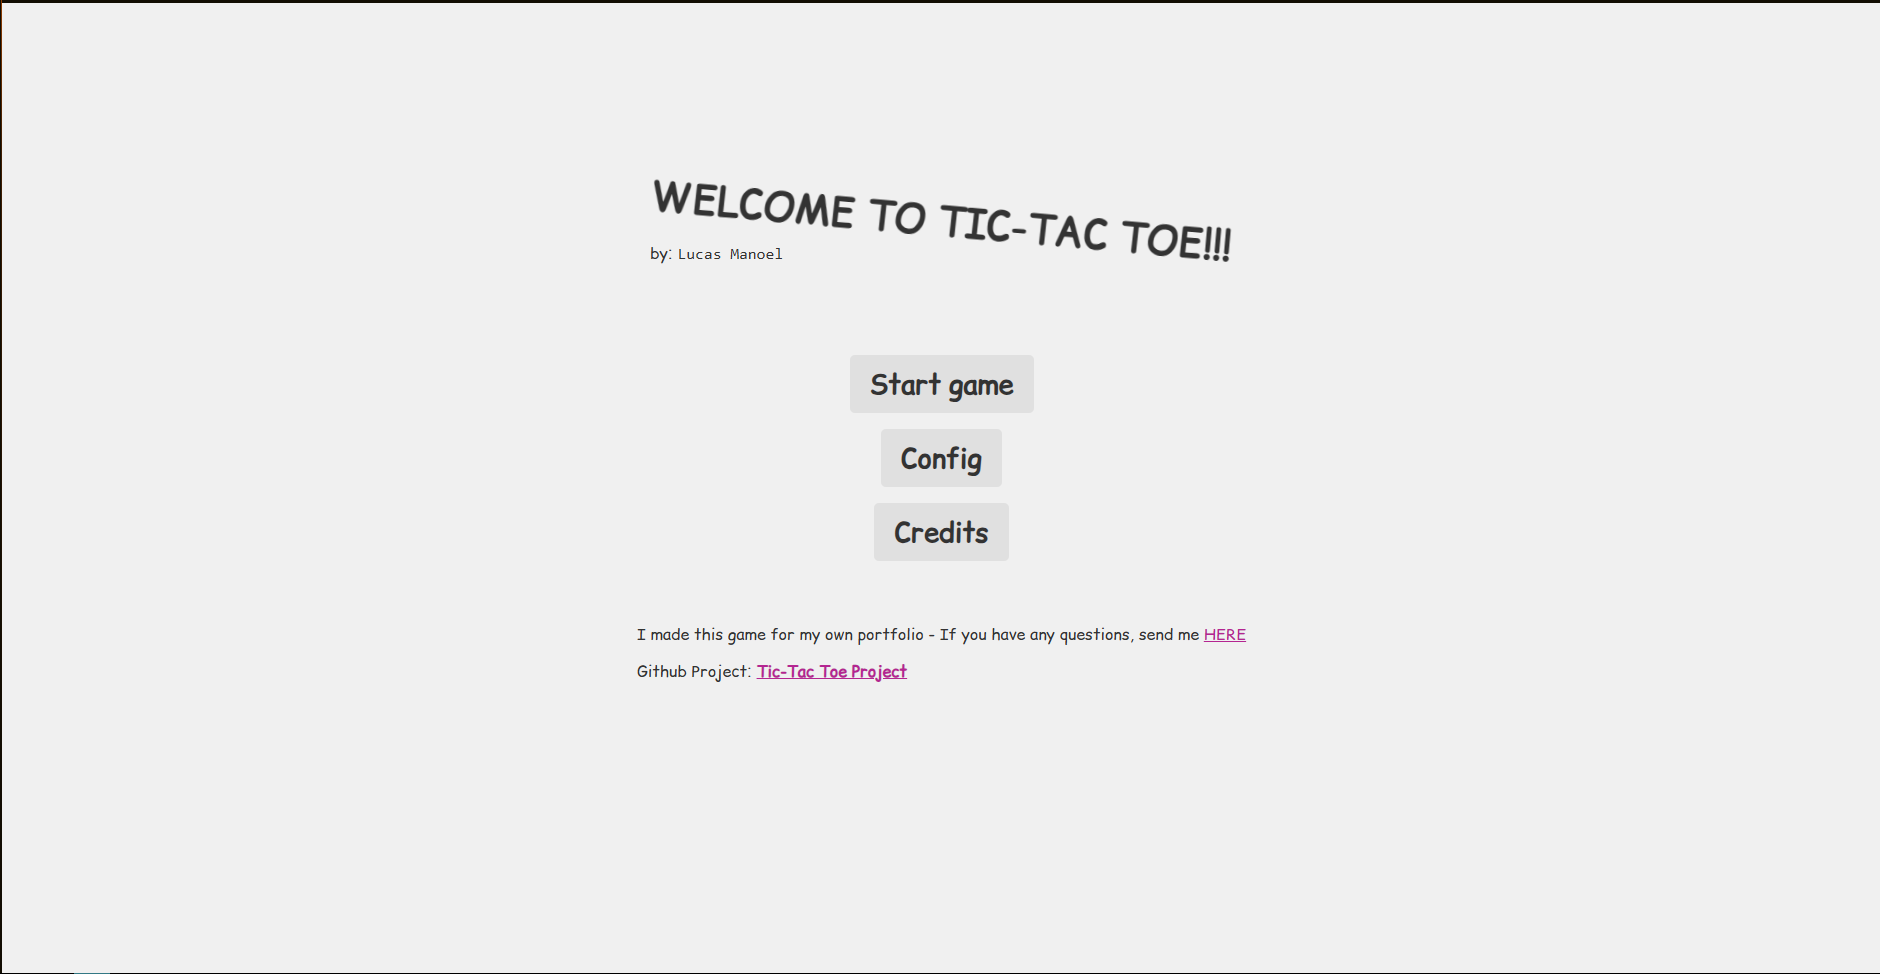 WELCOME TO TIC-TAC TOE!!!
by: Lucas Manoel
Start game
Config
Credits
I made this game for my own portfolio - If you have any questions, send me HERE
Github Project: Tic-Tac Toe Project